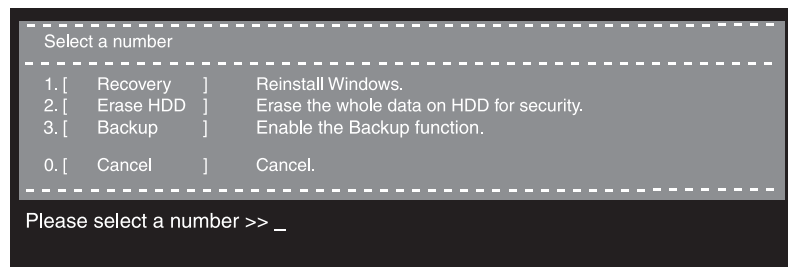 Select a number
1. [ Recovery ] Reinstall Windows.
2. [ Erase HDD ] Erase the whole data on HDD for security.
3. [ Backup ] Enable the Backup function.
0. [ Cancel ] Cancel.
Please select a number >> _